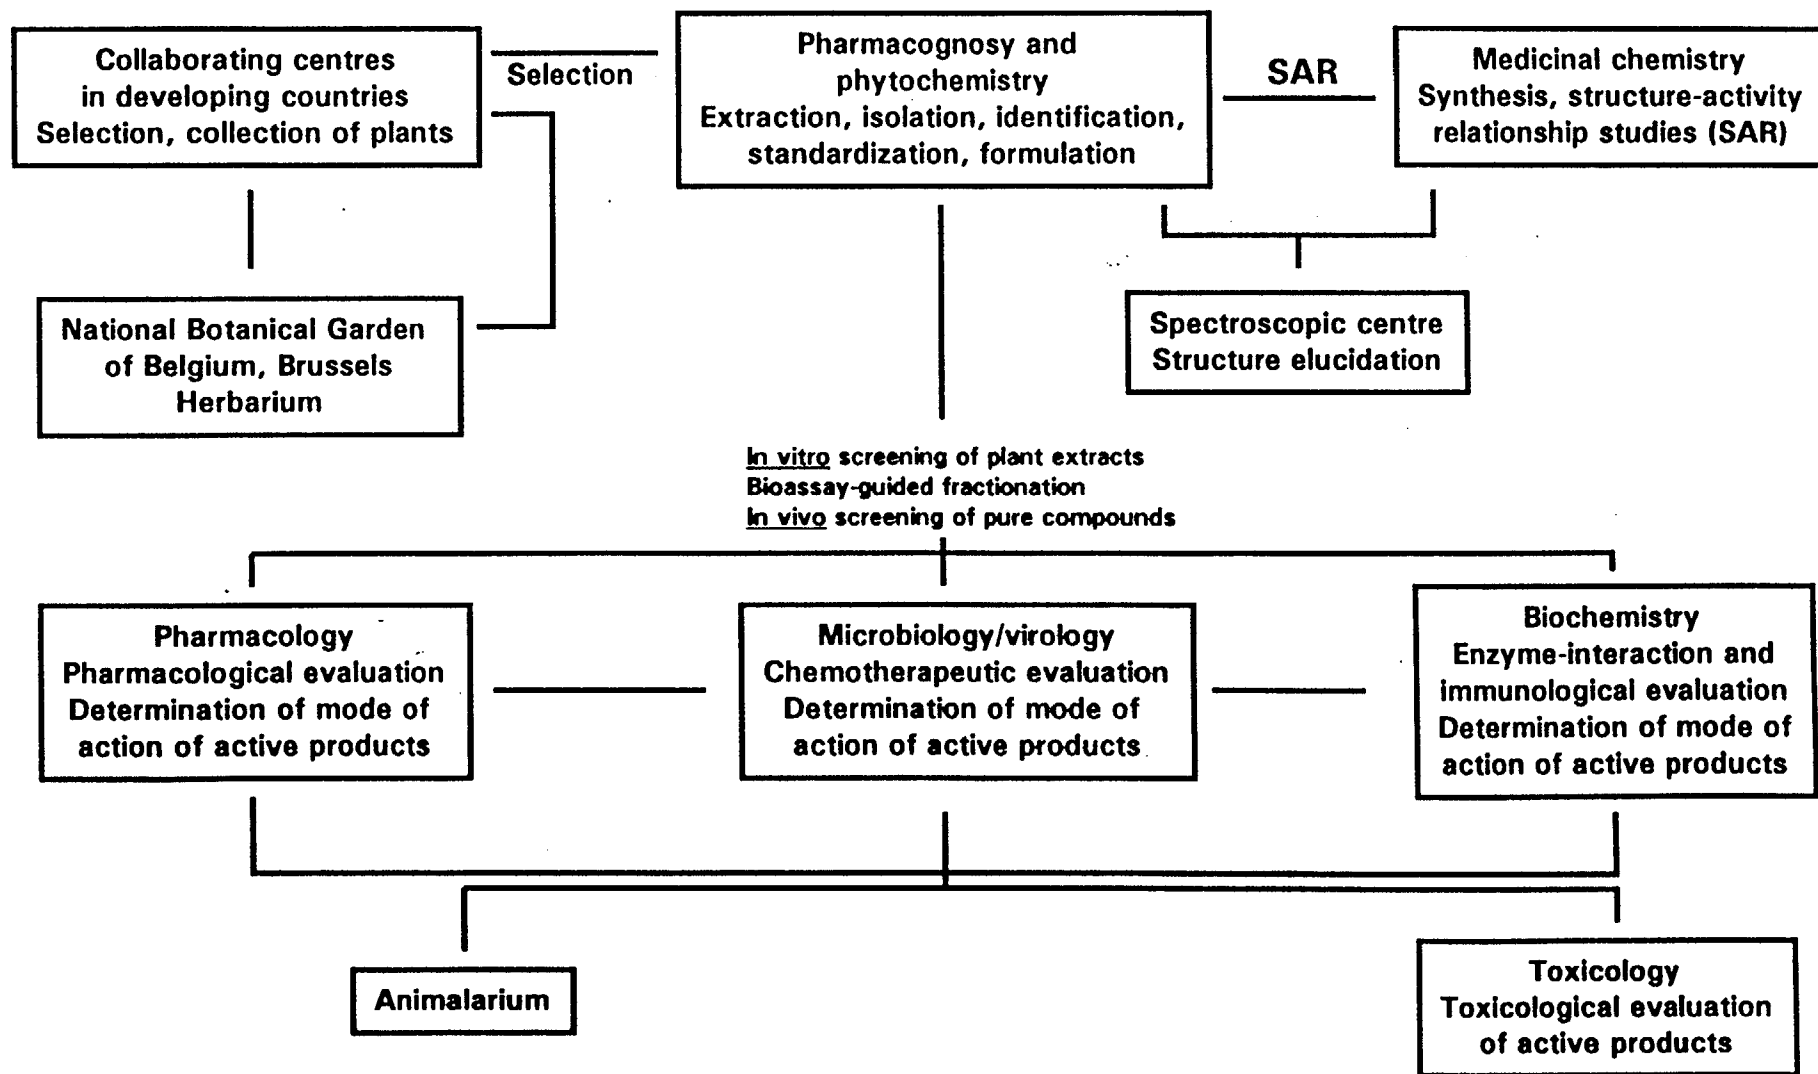 Collaborating centres
in developing countries
Selection, collection of plants
Selection
Pharmacognosy and
phytochemistry
Extraction, isolation, identification,
standardization, formulation
SAR
Medicinal chemistry
Synthesis, structure-activity
relationship studies (SAR)
National Botanical Garden
of Belgium, Brussels
Herbarium
Spectroscopic centre
Structure elucidation
In vitro screening of plant extracts
Bioassay-guided fractionation
In vivo screening of pure compounds
Pharmacology
Pharmacological evaluation
Determination of mode of
action of active products
Microbiology/virology
Chemotherapeutic evaluation
Determination of mode of
action of active products
Biochemistry
Enzyme-interaction and
immunological evaluation
Determination of mode of
action of active products
Animalarium
Toxicology
Toxicological evaluation
of active products